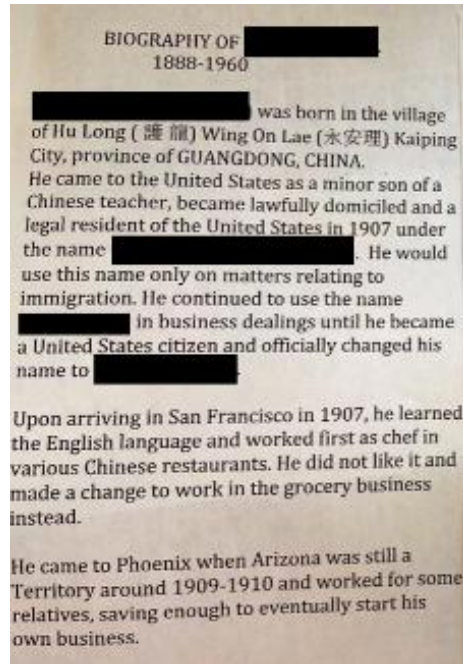 BIOGRAPHY OF
1888-1960
was born in the village
of Hu Long ( 護 龍) Wing On Lae (永安理) Kaiping
City, province of GUANGDONG, CHINA.
He came to the United States as a minor son of a
Chinese teacher, became lawfully domiciled and a
legal resident of the United States in 1907 under
the name . He would
use this name only on matters relating to
immigration. He continued to use the name
in business dealings until he became
a United States citizen and officially changed his
name to .
Upon arriving in San Francisco in 1907, he learned
the English language and worked first as chef in
various Chinese restaurants. He did not like it and
made a change to work in the grocery business
instead.
He came to Phoenix when Arizona was still a
Territory around 1909-1910 and worked for some
relatives, saving enough to eventually start his
own business.